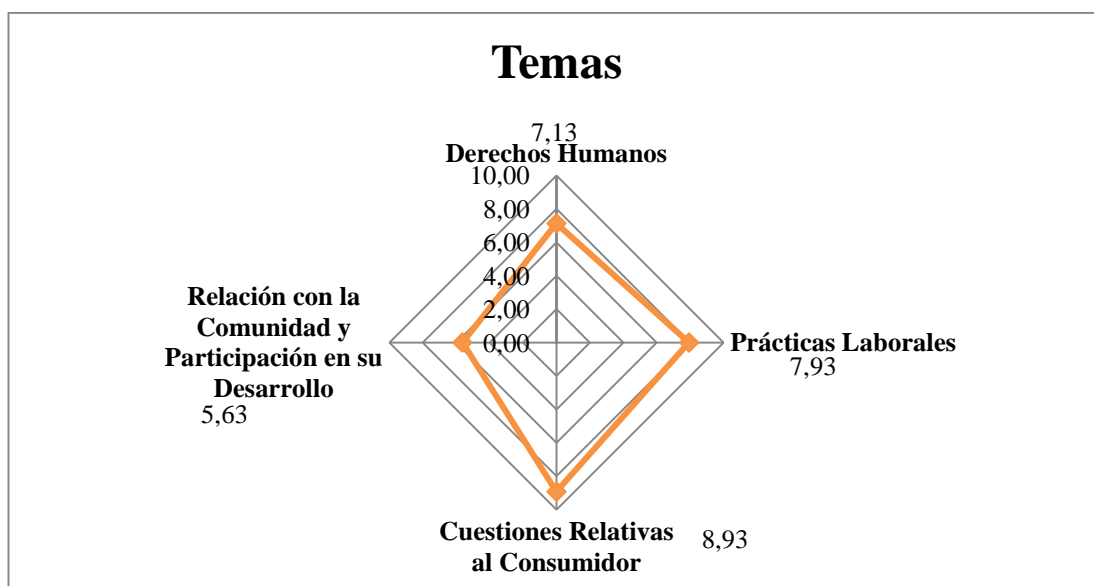 Temas
7,13
Derechos Humanos
10,00
8,00
6,00
4,00
2,00
0,00
Prácticas Laborales
7,93
Cuestiones Relativas
al Consumidor
8,93
Relación con la
Comunidad y
Participación en su
Desarrollo
5,63